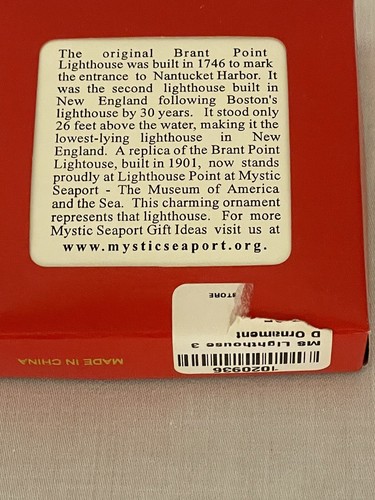 The original Brant Point
Lighthouse was built in 1746 to mark
the entrance to Nantucket Harbor. It
was the second lighthouse built in
New England following Boston's
lighthouse by 30 years. It stood only
26 feet above the water, making it the
lowest-lying lighthouse in New
England. A replica of the Brant Point
Lightouse, built in 1901, now stands
proudly at Lighthouse Point at Mystic
Seaport - The Museum of America
and the Sea. This charming ornament
represents that lighthouse. For more
Mystic Seaport Gift Ideas visit us at
www.mysticseaport.org.
MADE IN CHINA
1020936
MS Lighthouse 3
D Ornament
STORE